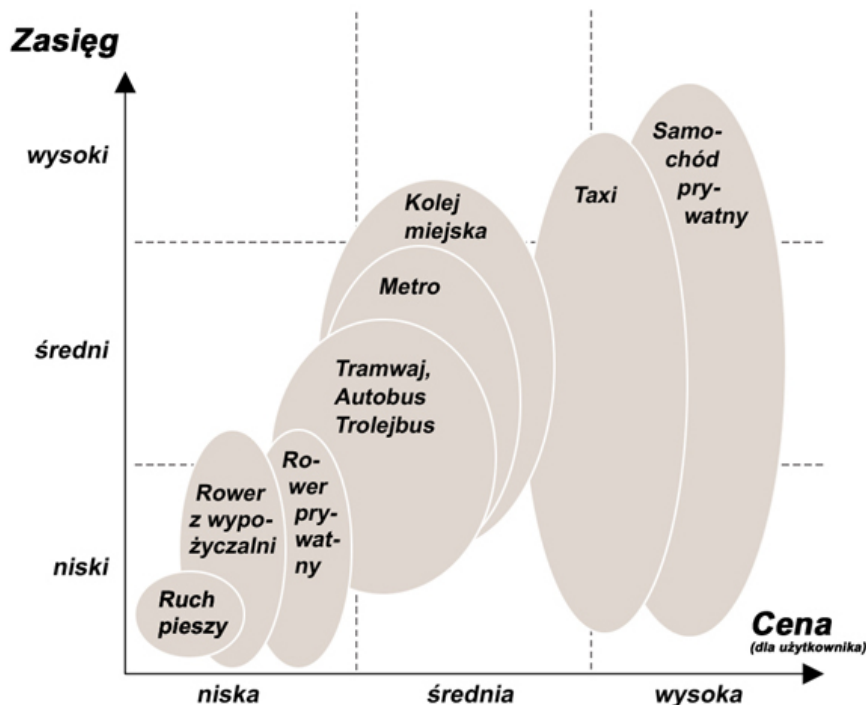 Zasięg
wysoki
średni
niski
Samo-
chód
pry-
watny
Taxi
Kolej
miejska
Metro
Tramwaj,
Autobus
Trolejbus
Ro-
wer
pry-
wat-
ny
Rower
z wypo-
życzalni
Ruch
pieszy
Cena
(dla użytkownika)
niska
średnia
wysoka